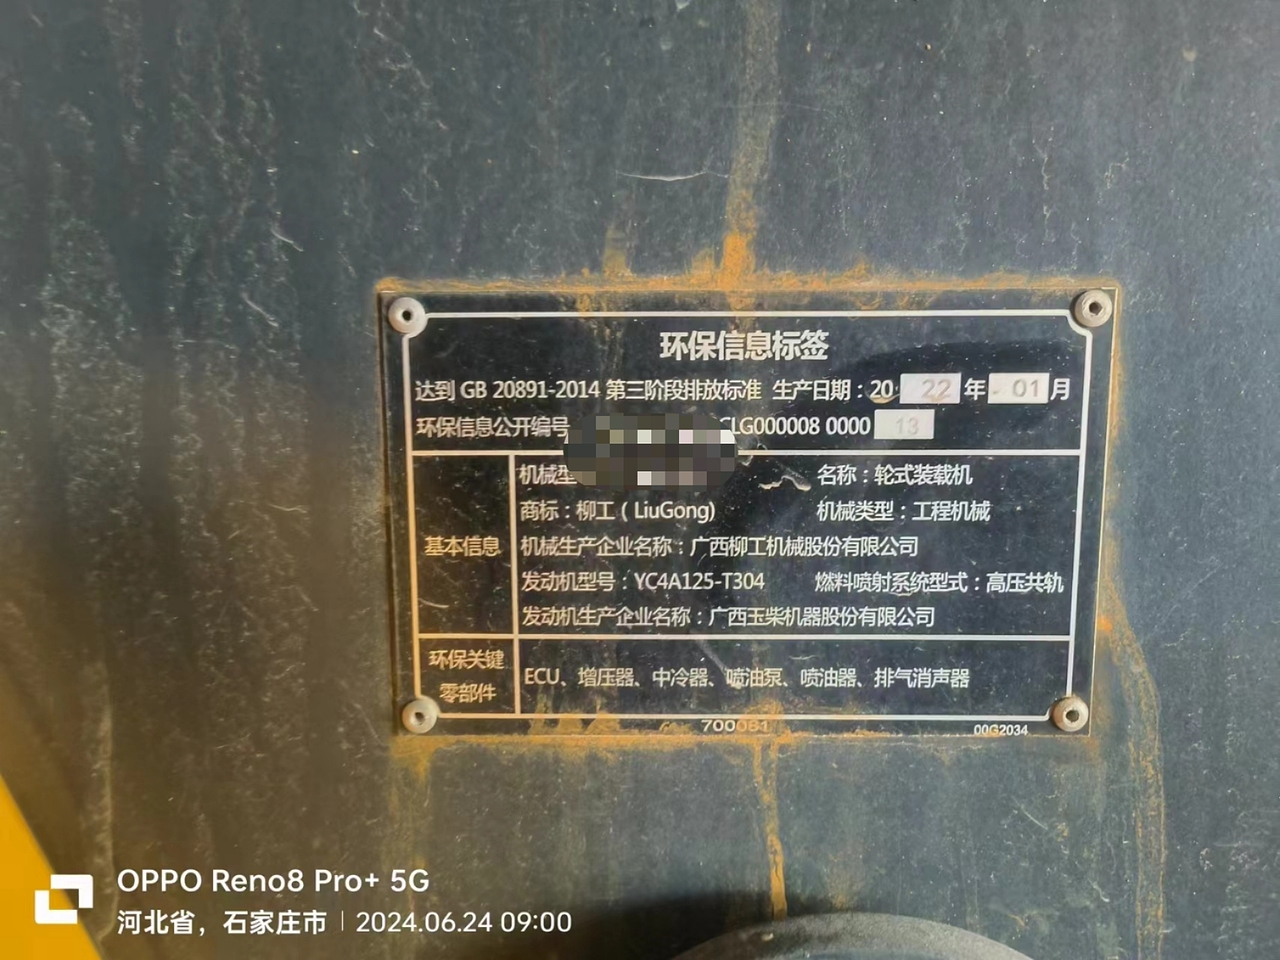 环保信息标签
达到 GB 20891-2014 第三阶段排放标准 生产日期：20 22 年 01 月
环保信息公开编号 CLG000008 0000 13
机械型 名称：轮式装载机
商标：柳工（LiuGong) 机械类型：工程机械
基本信息
机械生产企业名称：广西柳工机械股份有限公司
发动机型号：YC4A125-T304 燃料喷射系统型式：高压共轨
发动机生产企业名称：广西玉柴机器股份有限公司
环保关键
零部件
ECU、增压器、中冷器、喷油泵、喷油器、排气消声器
00G2034
OPPO Reno8 Pro+ 5G
河北省，石家庄市 | 2024.06.24 09:00